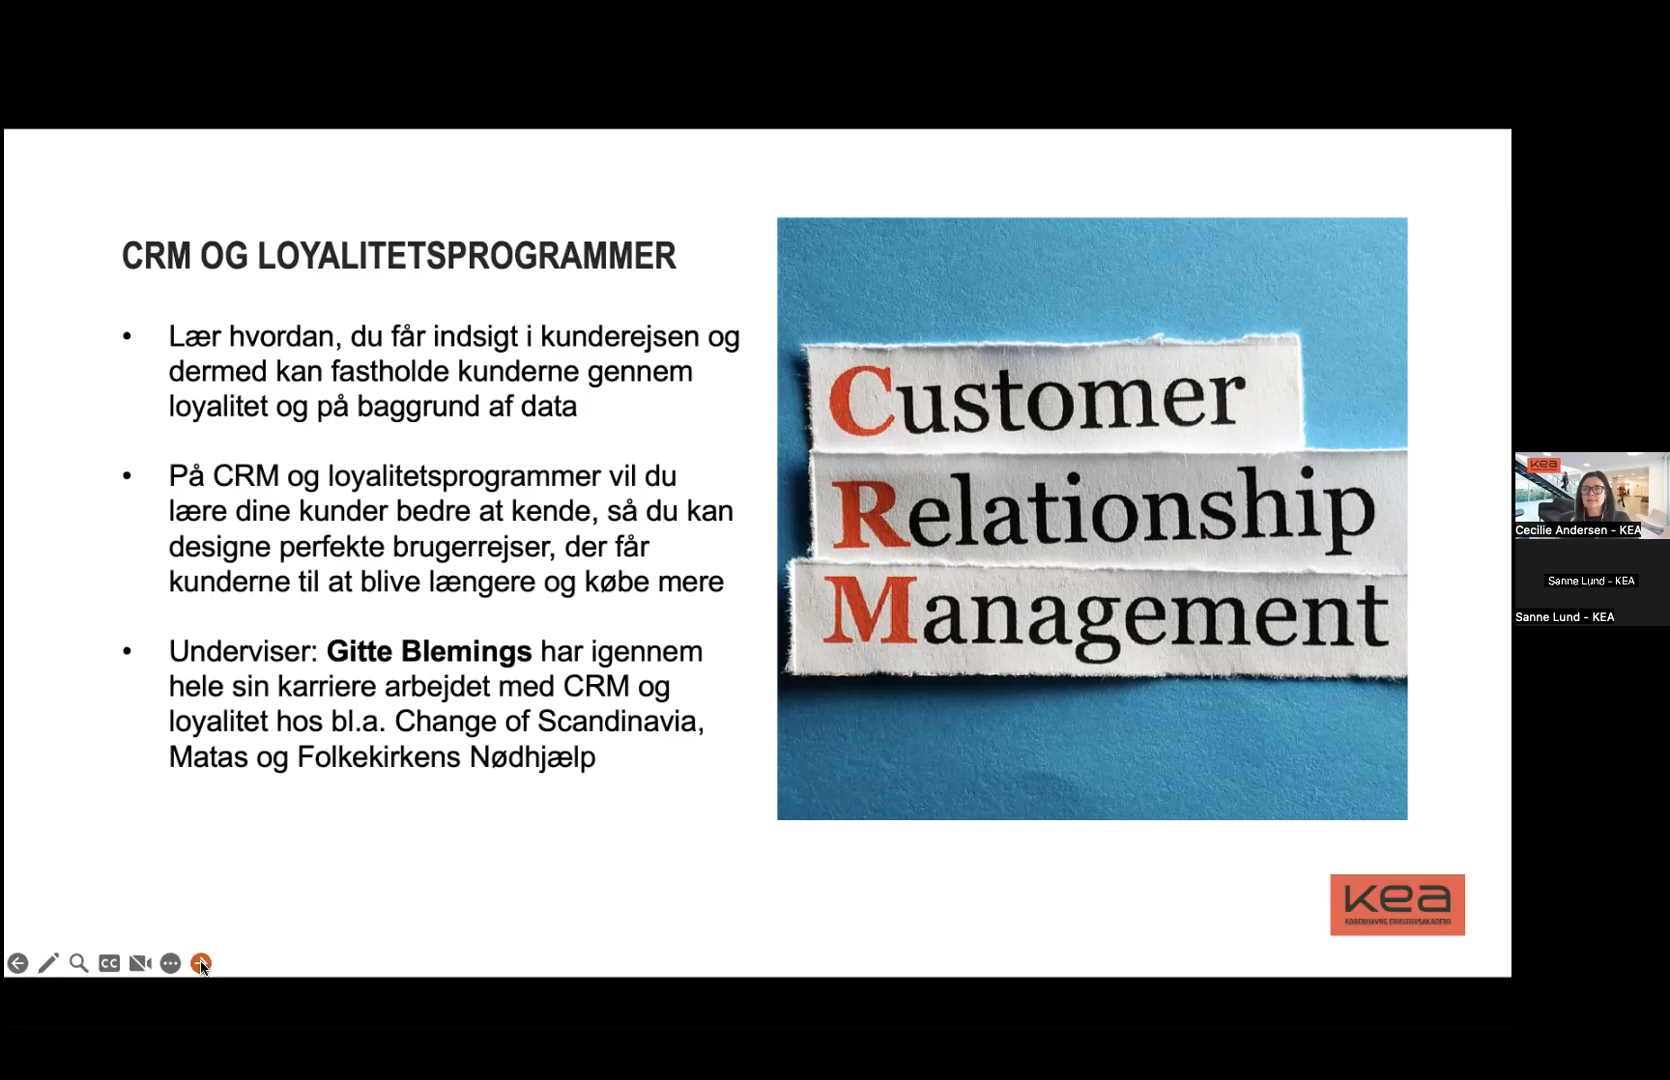 CRM OG LOYALITETSPROGRAMMER
• Lær hvordan, du får indsigt i kunderejsen og
dermed kan fastholde kunderne gennem
loyalitet og på baggrund af data
• På CRM og loyalitetsprogrammer vil du
lære dine kunder bedre at kende, så du kan
designe perfekte brugerrejser, der får
kunderne til at blive længere og købe mere
• Underviser: Gitte Blemings har igennem
hele sin karriere arbejdet med CRM og
loyalitet hos bl.a. Change of Scandinavia,
Matas og Folkekirkens Nødhjælp
Customer
Relationship
Management
kea
KØBENHAVNS ERHVERVSAKADEMI
CC
kea
Cecilie Andersen - KEA
Sanne Lund - KEA
Sanne Lund - KEA